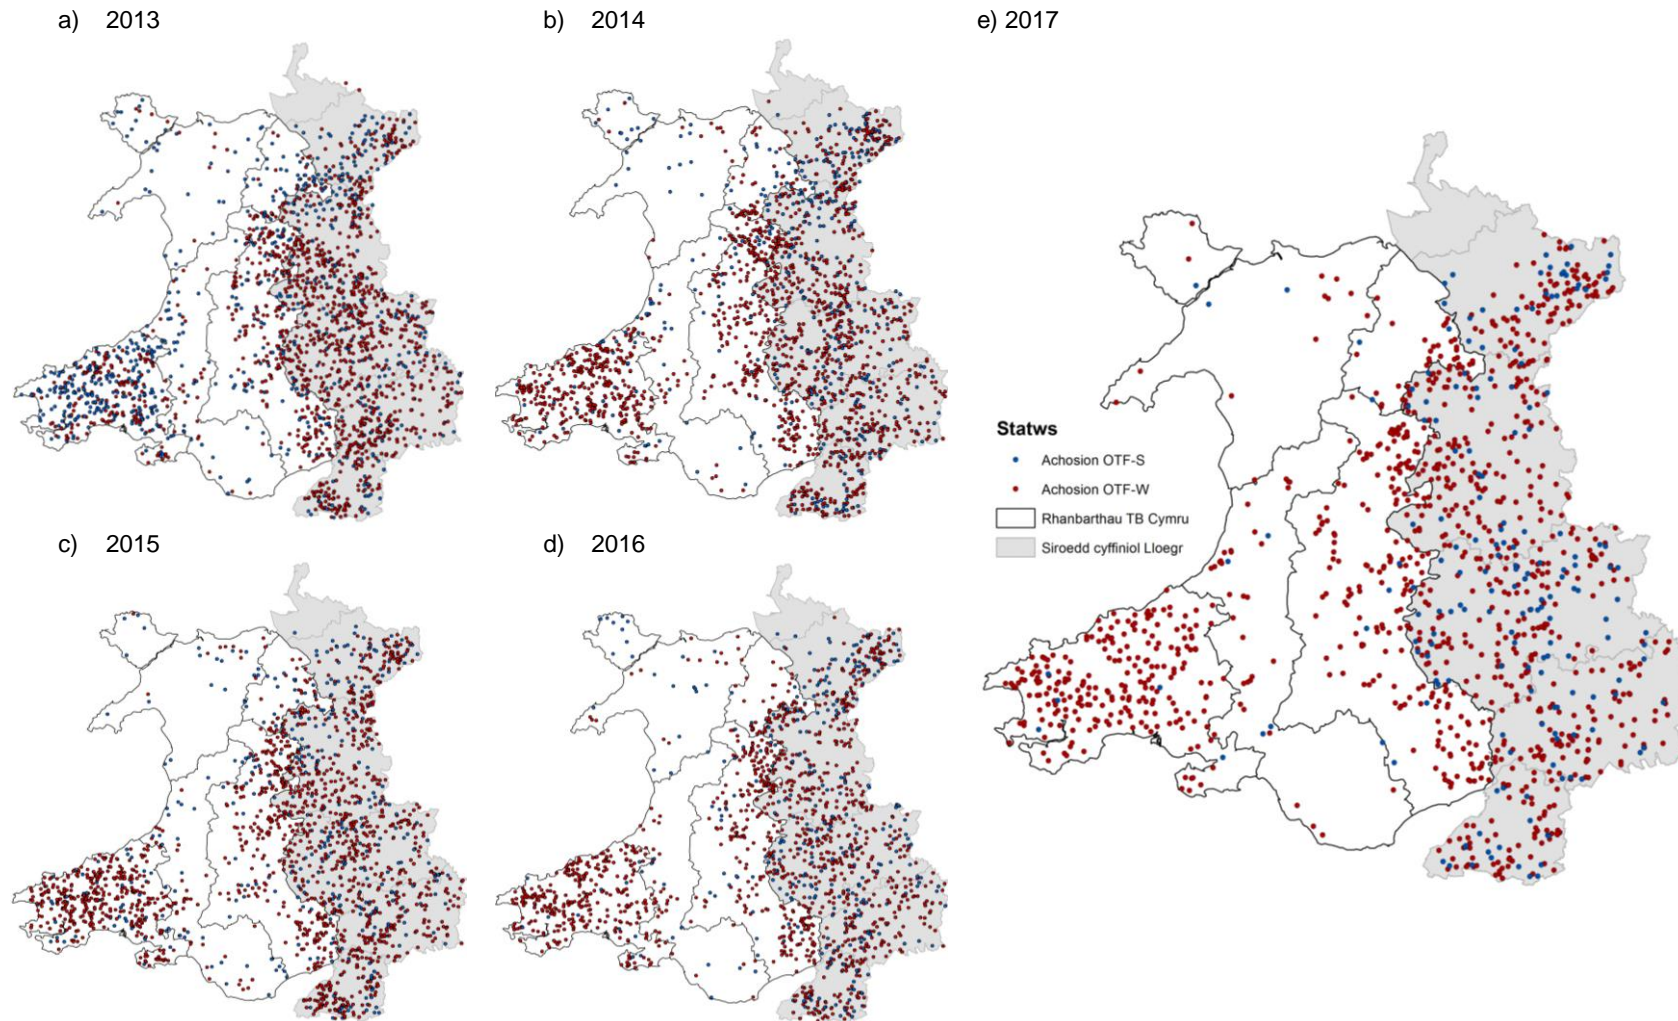 a) 2013
b) 2014
e) 2017
c) 2015
d) 2016
Statws
Achosion OTF-S
Achosion OTF-W
Rhanbarthau TB Cymru
Siroedd cyffiniol Lloegr